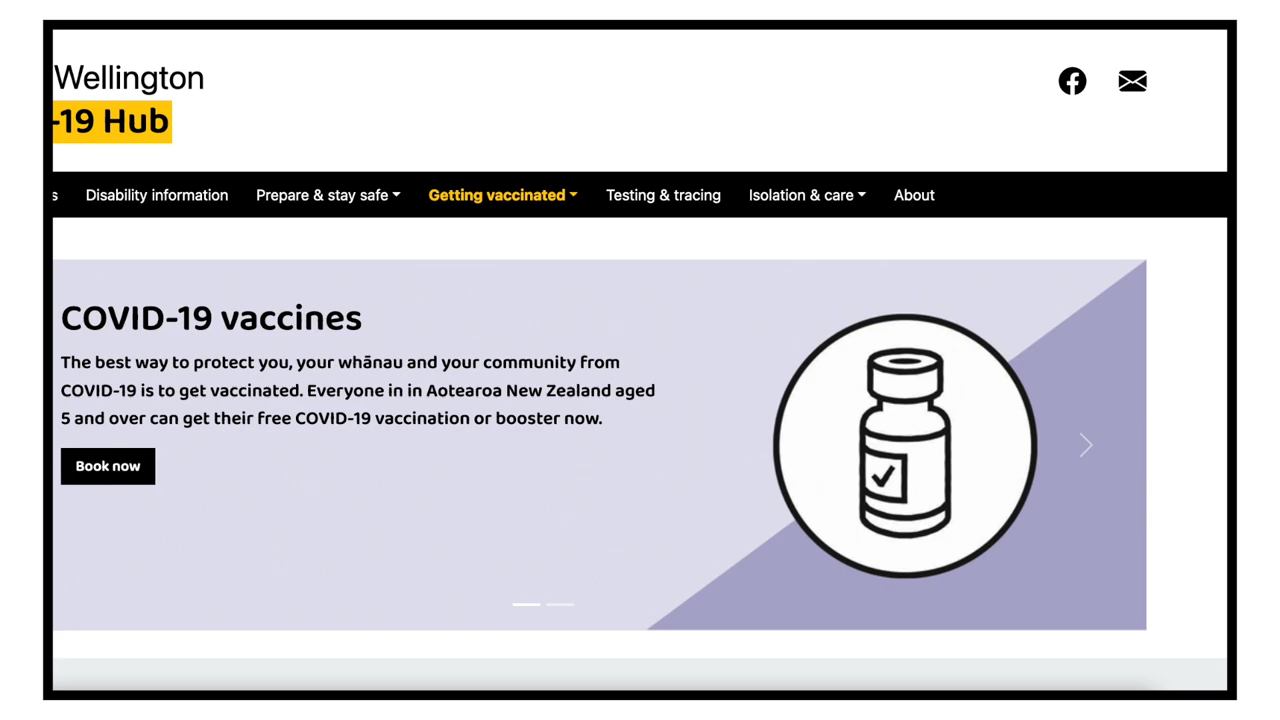 Wellington
-19 Hub
s Disability information Prepare & stay safe Getting vaccinated Testing & tracing Isolation & care About
COVID-19 vaccines
The best way to protect you, your whānau and your community from
COVID-19 is to get vaccinated. Everyone in in Aotearoa New Zealand aged
5 and over can get their free COVID-19 vaccination or booster now.
Book now